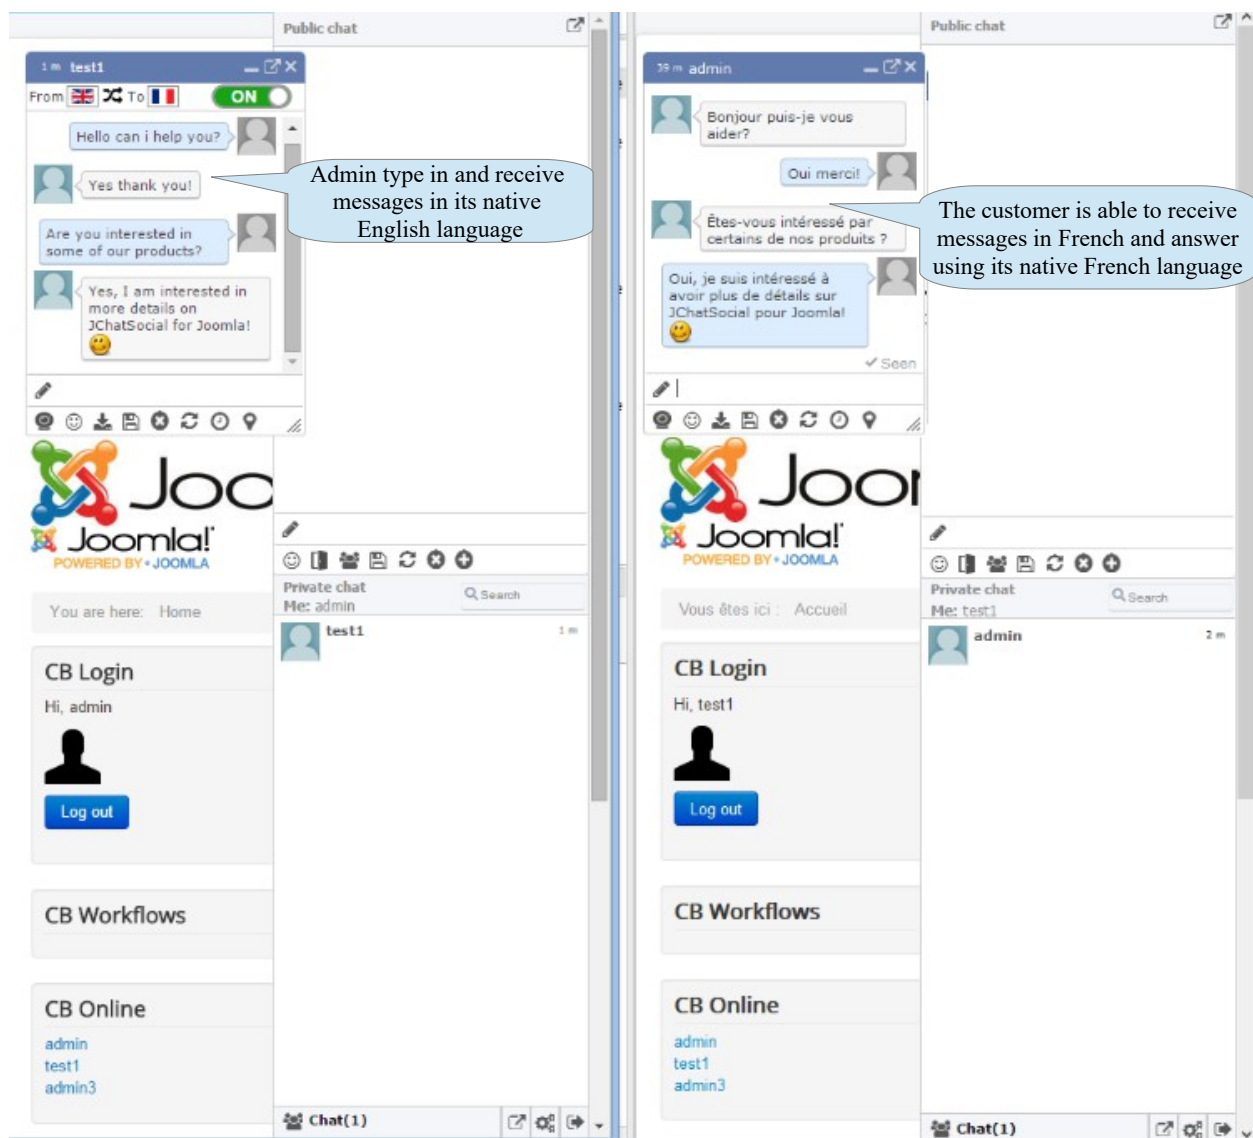 Public chat
1 m test1
From To ON
Hello can i help you?
Yes thank you!
Are you interested in
some of our products?
Yes, I am interested in
more details on
JChatSocial for Joomla!
Admin type in and receive
messages in its native
English language
Joo
Joomla!
POWERED BY JOOMLA
You are here: Home
CB Login
Hi, admin
Log out
CB Workflows
CB Online
admin
test1
admin3
Private chat
Me: admin
Search
test1
1 m
Chat(1)
Public chat
39 m admin
Bonjour puis-je vous
aider?
Oui merci!
Êtes-vous intéressé par
certains de nos produits ?
Oui, je suis intéressé à
avoir plus de détails sur
JChatSocial pour Joomla!
Seen
The customer is able to receive
messages in French and answer
using its native French language
Joo
Joomla!
POWERED BY JOOMLA
Vous êtes ici : Accueil
CB Login
Hi, test1
Log out
CB Workflows
CB Online
admin
test1
admin3
Private chat
Me: test1
Search
admin
2 m
Chat(1)